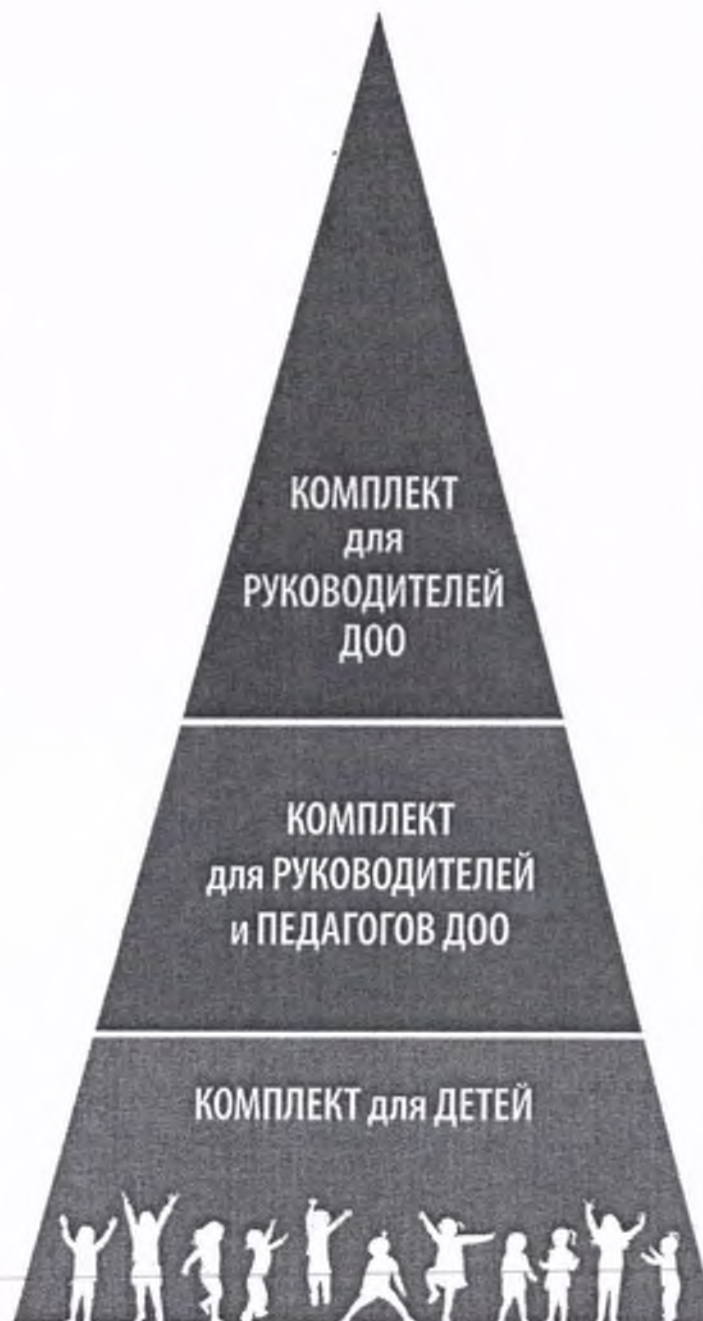 КОМПЛЕКТ
для
РУКОВОДИТЕЛЕЙ
ДОО
КОМПЛЕКТ
для РУКОВОДИТЕЛЕЙ
и ПЕДАГОГОВ ДОО
КОМПЛЕКТ для ДЕТЕЙ